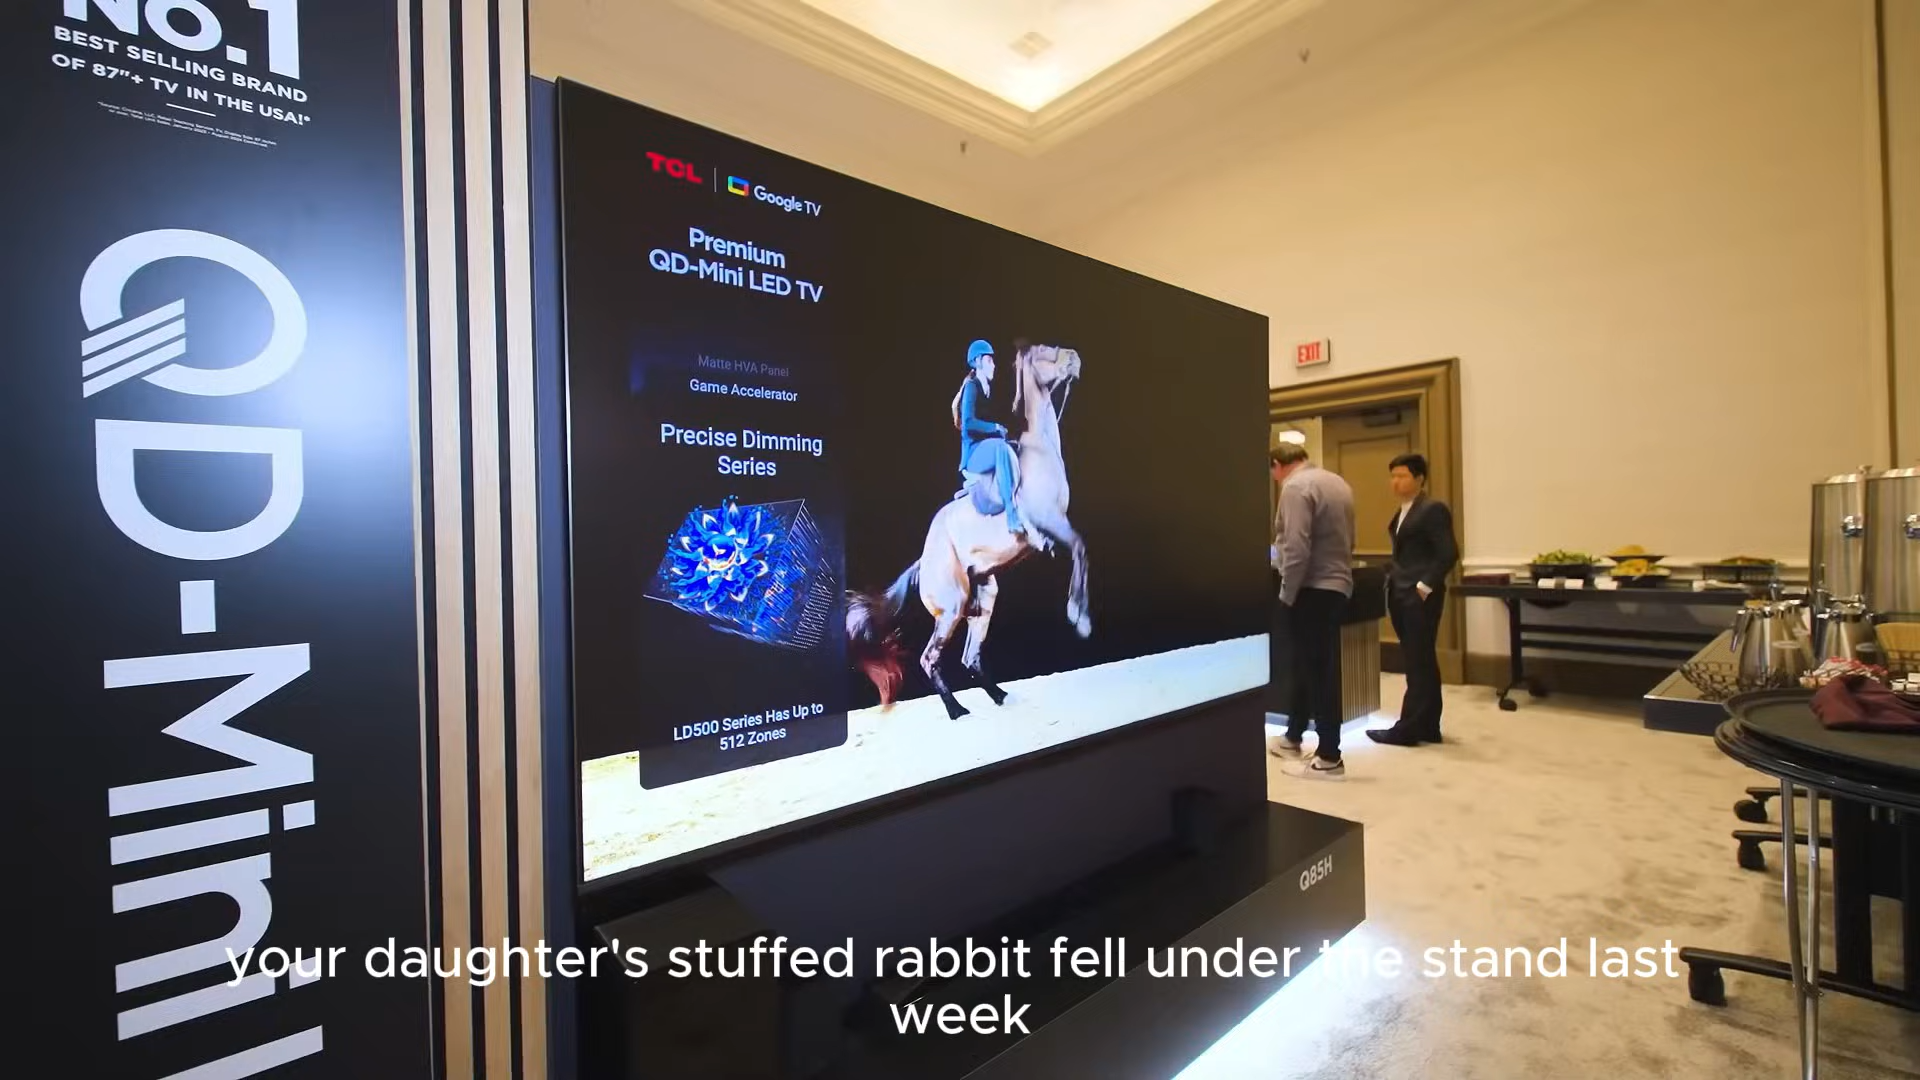 NO.1
BEST SELLING BRAND
OF 87"+ TV IN THE USA!*
QD-Mini
TCL | Google TV
Premium
QD-Mini LED TV
Matte HVA Panel
Game Accelerator
Precise Dimming
Series
LD500 Series Has Up to
512 Zones
EXIT
Q85H
your daughter's stuffed rabbit fell under the stand last
week